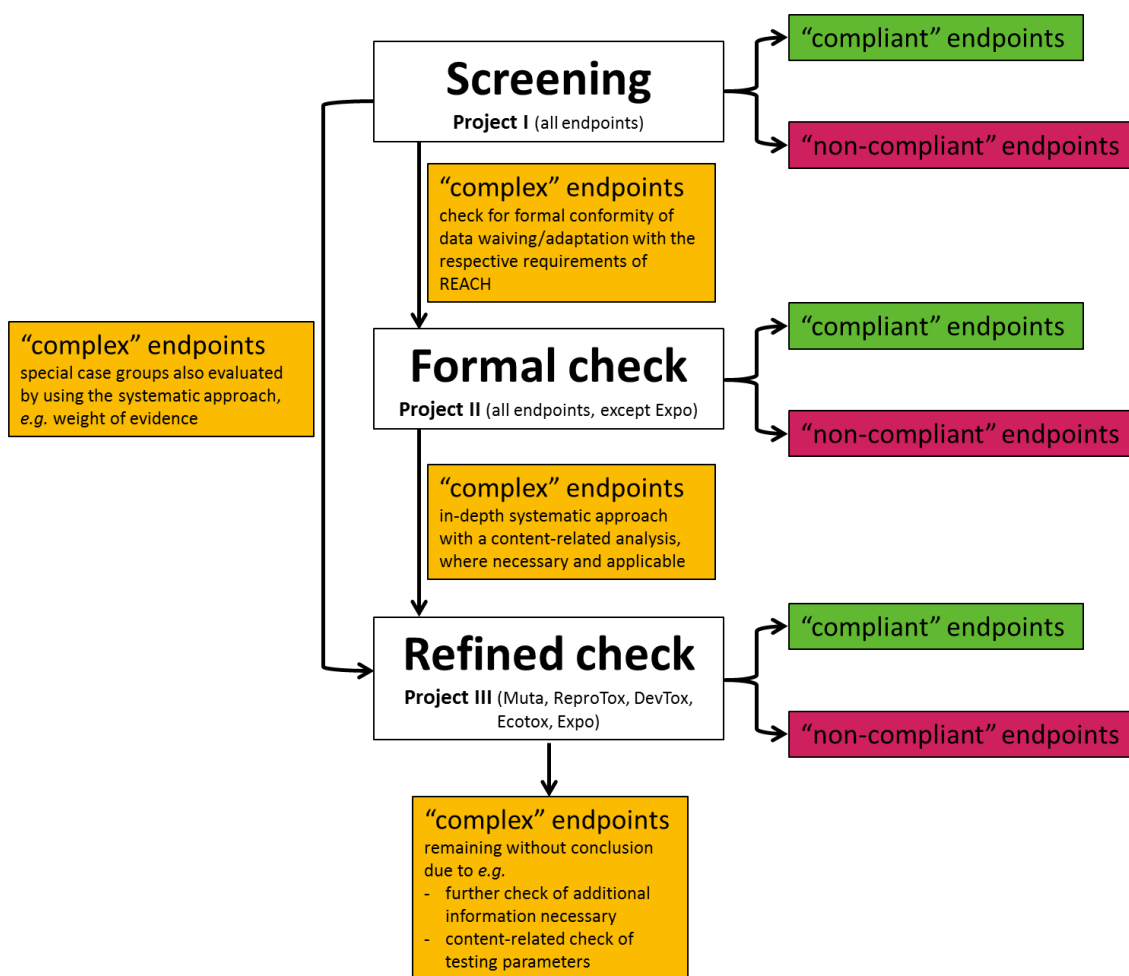 “compliant” endpoints
Screening
Project I (all endpoints)
“non-compliant” endpoints
“complex” endpoints
check for formal conformity of
data waiving/adaptation with the
respective requirements of
REACH
“complex” endpoints
special case groups also evaluated
by using the systematic approach,
e.g. weight of evidence
“compliant” endpoints
Formal check
Project II (all endpoints, except Expo)
“non-compliant” endpoints
“complex” endpoints
in-depth systematic approach
with a content-related analysis,
where necessary and applicable
“compliant” endpoints
Refined check
Project III (Muta, ReproTox, DevTox,
Ecotox, Expo)
“non-compliant” endpoints
“complex” endpoints
remaining without conclusion
due to e.g.
- further check of additional
information necessary
- content-related check of
testing parameters